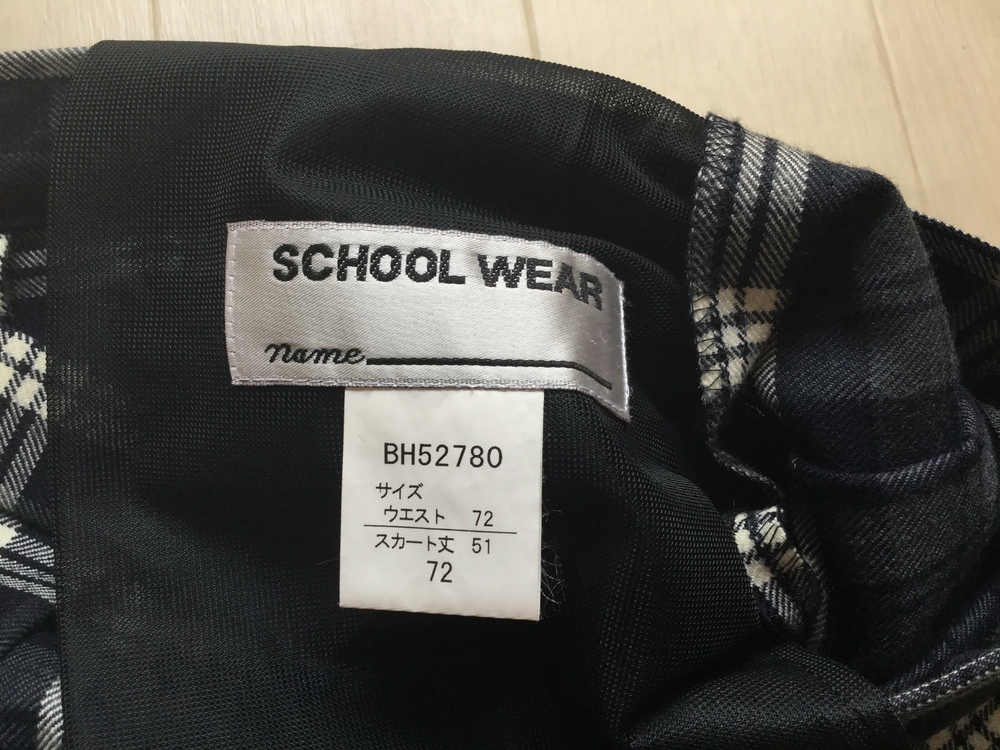 SCHOOL WEAR
name
BH52780
サイズ
ウエスト 72
スカート丈 51
72